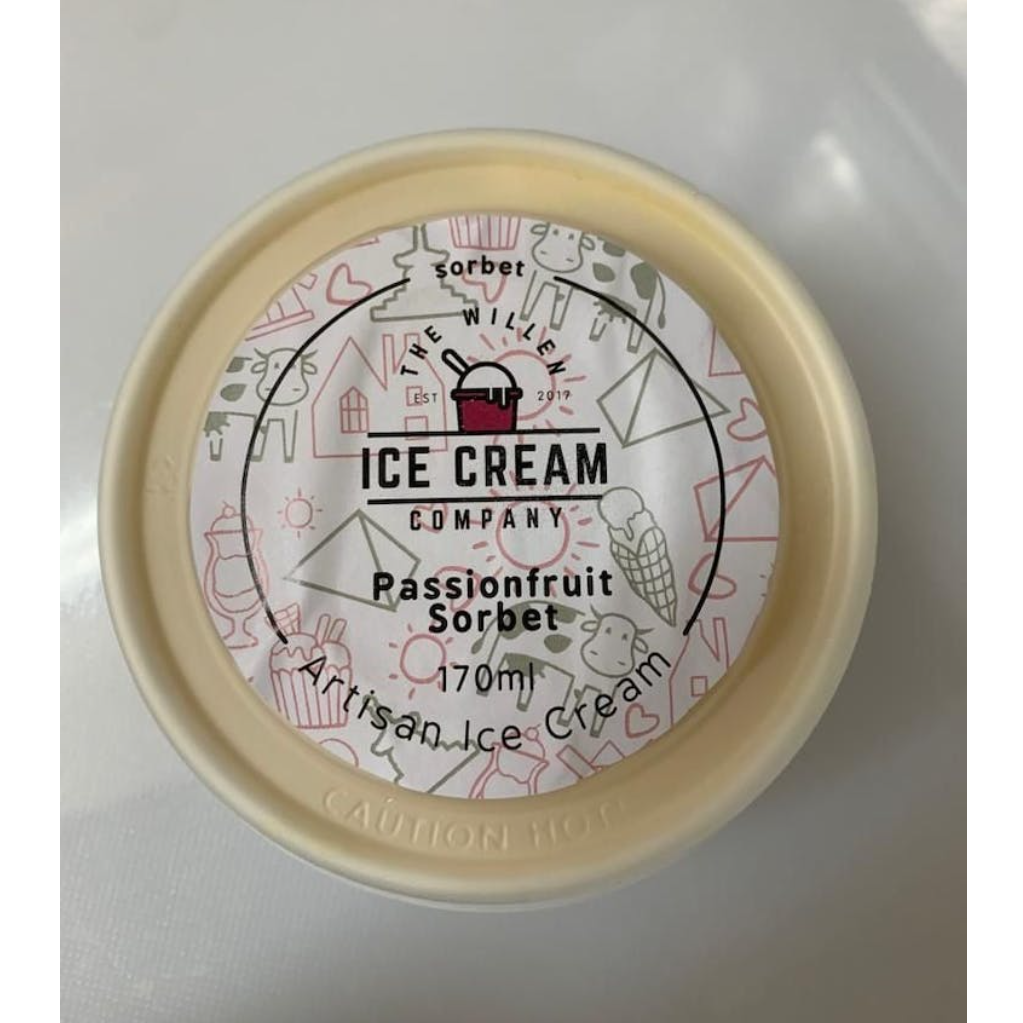 sorbet
THE WILLEN
EST 2017
ICE CREAM
COMPANY
Passionfruit
Sorbet
170ml
Artisan Ice Cream
CAUTION HOT!